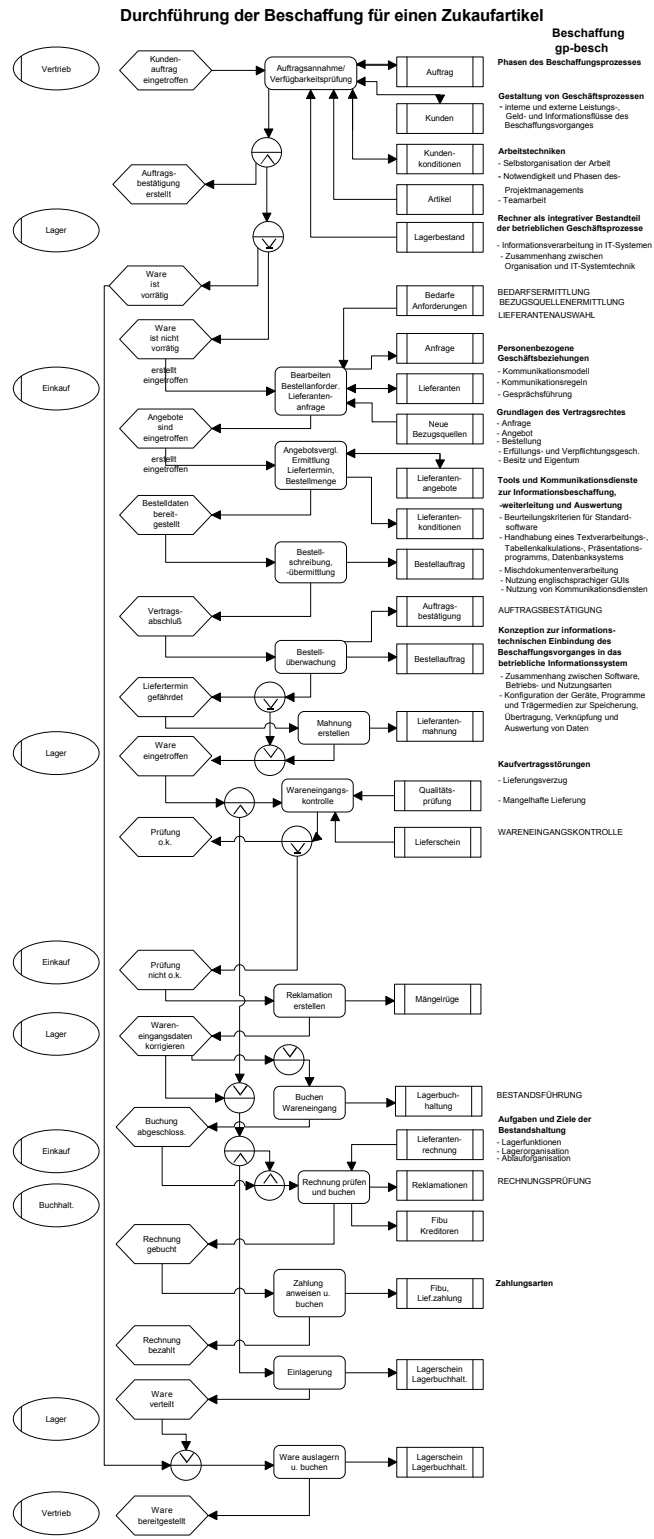 Durchführung der Beschaffung für einen Zukaufartikel
Beschaffung
gp-besch
Vertrieb
Kunden-
auftrag
eingetroffen
Auftragsannahme/
Verfügbarkeitsprüfung
Auftrag
Phasen des Beschaffungsprozesses
Kunden
Gestaltung von Geschäftsprozessen
- interne und externe Leistungs-,
Geld- und Informationsflüsse des
Beschaffungsvorganges
Kunden-
konditionen
Arbeitstechniken
- Selbstorganisation der Arbeit
- Notwendigkeit und Phasen des-
Projektmanagements
- Teamarbeit
Auftrags-
bestätigung
erstellt
Artikel
Lager
Lagerbestand
Rechner als integrativer Bestandteil
der betrieblichen Geschäftsprozesse
- Informationsverarbeitung in IT-Systemen
- Zusammenhang zwischen
Organisation und IT-Systemtechnik
Ware
ist
vorrätig
Bedarfe
Anforderungen
BEDARFSERMITTLUNG
BEZUGSQUELLENERMITTLUNG
LIEFERANTENAUSWAHL
Ware
ist nicht
vorrätig
erstellt
eingetroffen
Anfrage
Personenbezogene
Geschäftsbeziehungen
- Kommunikationsmodell
- Kommunikationsregeln
- Gesprächsführung
Einkauf
Bearbeiten
Bestellanforder.
Lieferanten-
anfrage
Lieferanten
Angebote
sind
eingetroffen
erstellt
eingetroffen
Neue
Bezugsquellen
Grundlagen des Vertragsrechtes
- Anfrage
- Angebot
- Bestellung
- Erfüllungs- und Verpflichtungsgesch.
- Besitz und Eigentum
Angebotsvergl.
Ermittlung
Liefertermin,
Bestellmenge
Lieferanten-
angebote
Tools und Kommunikationsdienste
zur Informationsbeschaffung,
-weiterleitung und Auswertung
- Beurteilungskriterien für Standard-
software
- Handhabung eines Textverarbeitungs-,
Tabellenkalkulations-, Präsentations-
programms, Datenbanksystems
- Mischdokumentenverarbeitung
- Nutzung englischsprachiger GUIs
- Nutzung von Kommunikationsdiensten
Bestelldaten
bereit-
gestellt
Lieferanten-
konditionen
Bestell-
schreibung,
-übermittlung
Bestellauftrag
Vertrags-
abschluß
Auftrags-
bestätigung
AUFTRAGSBESTÄTIGUNG
Bestell-
überwachung
Bestellauftrag
Konzeption zur informations-
technischen Einbindung des
Beschaffungsvorganges in das
betriebliche Informationssystem
- Zusammenhang zwischen Software,
Betriebs- und Nutzungsarten
- Konfiguration der Geräte, Programme
und Trägermedien zur Speicherung,
Übertragung, Verknüpfung und
Auswertung von Daten
Liefertermin
gefährdet
Mahnung
erstellen
Lieferanten-
mahnung
Lager
Ware
eingetroffen
Kaufvertragsstörungen
- Lieferungsverzug
- Mangelhafte Lieferung
Wareneingangs-
kontrolle
Qualitäts-
prüfung
Prüfung
o.k.
Lieferschein
WARENEINGANGSKONTROLLE
Einkauf
Prüfung
nicht o.k.
Reklamation
erstellen
Mängelrüge
Lager
Waren-
eingangsdaten
korrigieren
Buchen
Wareneingang
Lagerbuch-
haltung
BESTANDSFÜHRUNG
Buchung
abgeschloss.
Lieferanten-
rechnung
Aufgaben und Ziele der
Bestandshaltung
- Lagerfunktionen
- Lagerorganisation
- Ablauforganisation
Einkauf
Rechnung prüfen
und buchen
Reklamationen
RECHNUNGSPRÜFUNG
Buchhalt.
Fibu
Kreditoren
Rechnung
gebucht
Zahlung
anweisen u.
buchen
Fibu,
Lief.zahlung
Zahlungsarten
Rechnung
bezahlt
Einlagerung
Lagerschein
Lagerbuchhalt.
Ware
verteilt
Lager
Ware auslagern
u. buchen
Lagerschein
Lagerbuchhalt.
Vertrieb
Ware
bereitgestellt